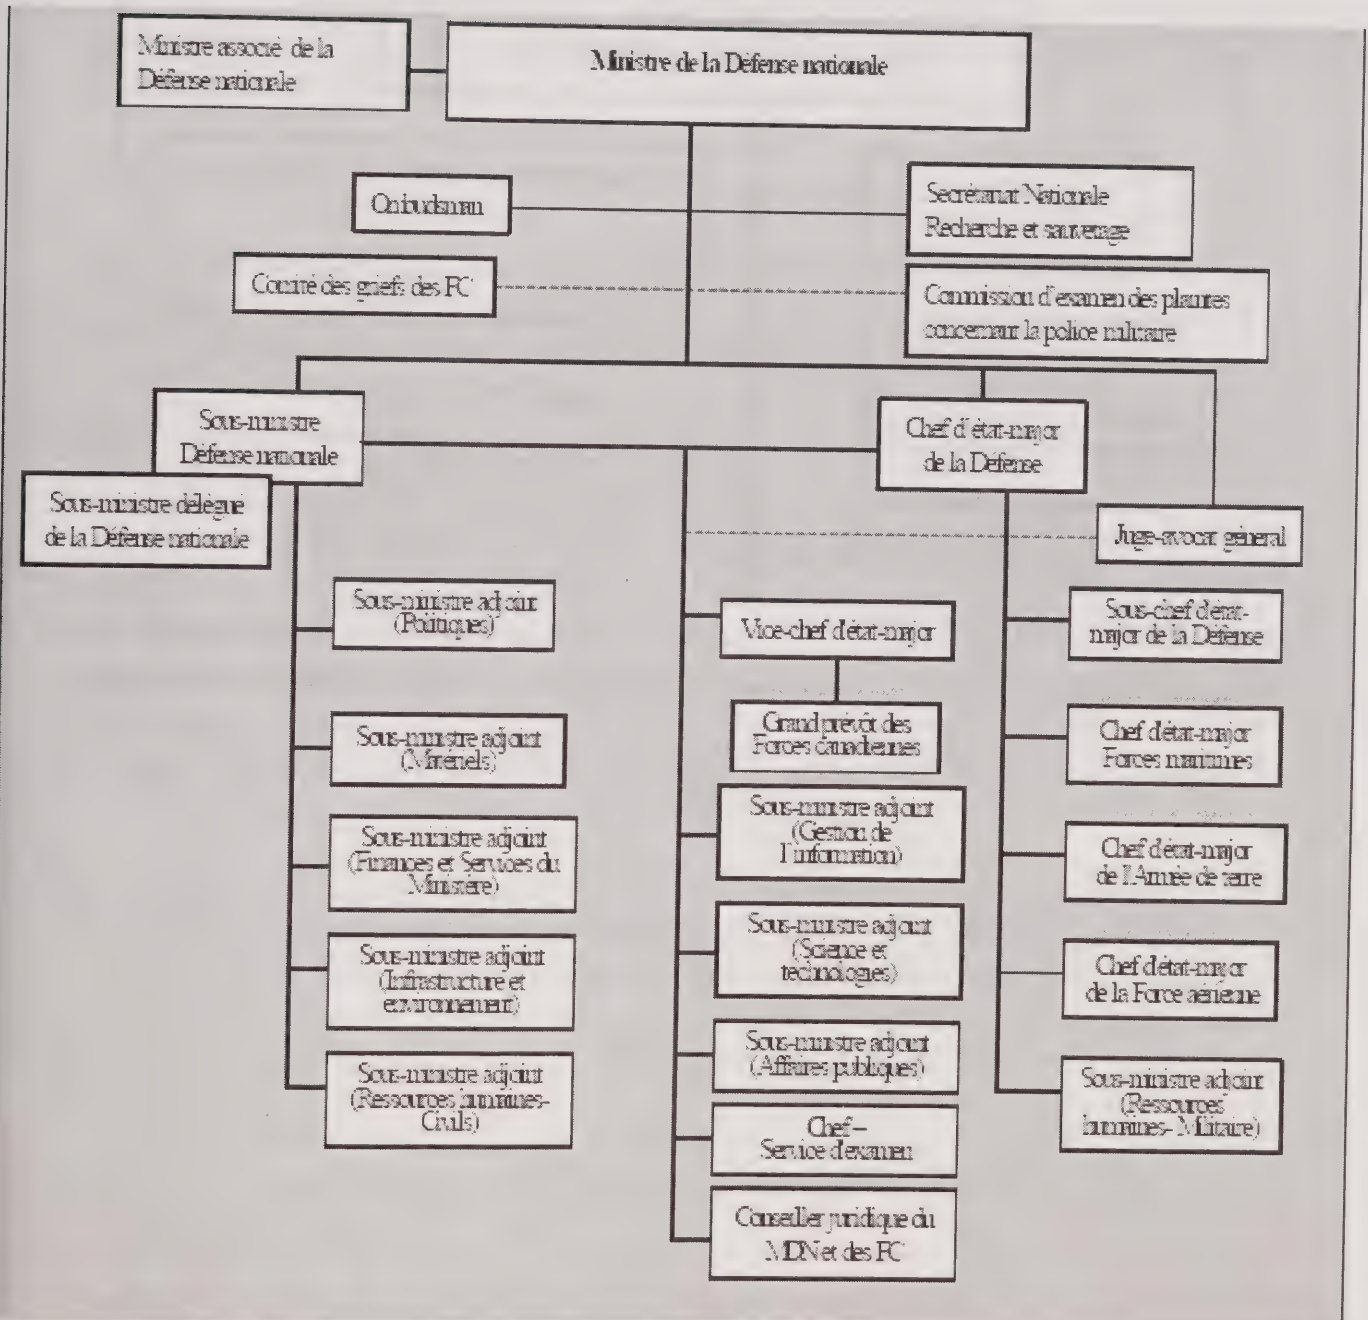 Ministre associé de la
Défense nationale
Ministre de la Défense nationale
Ombudsman
Secrétariat Nationale
Recherche et sauvetage
Comité des griefs des FC
Commission d'examen des plaintes
concernant la police militaire
Sous-ministre
Défense nationale
Chef d'état-major
de la Défense
Sous-ministre délégué
de la Défense nationale
Juge-avocat général
Sous-ministre adjoint
(Politiques)
Vice-chef d'état-major
Sous-chef d'état-
major de la Défense
Grand prévôt des
Forces canadiennes
Sous-ministre adjoint
(Matériels)
Chef d'état-major
Forces maritimes
Sous-ministre adjoint
(Gestion de
l'information)
Sous-ministre adjoint
(Finances et Services du
Ministère)
Chef d'état-major
de l'Armée de terre
Sous-ministre adjoint
(Science et
technologies)
Sous-ministre adjoint
(Infrastructure et
environnement)
Chef d'état-major
de la Force aérienne
Sous-ministre adjoint
(Affaires publiques)
Sous-ministre adjoint
(Ressources humines-
Civils)
Sous-ministre adjoint
(Ressources
humines- Militaire)
Chef –
Service d'examen
Conseiller juridique du
MDN et des FC